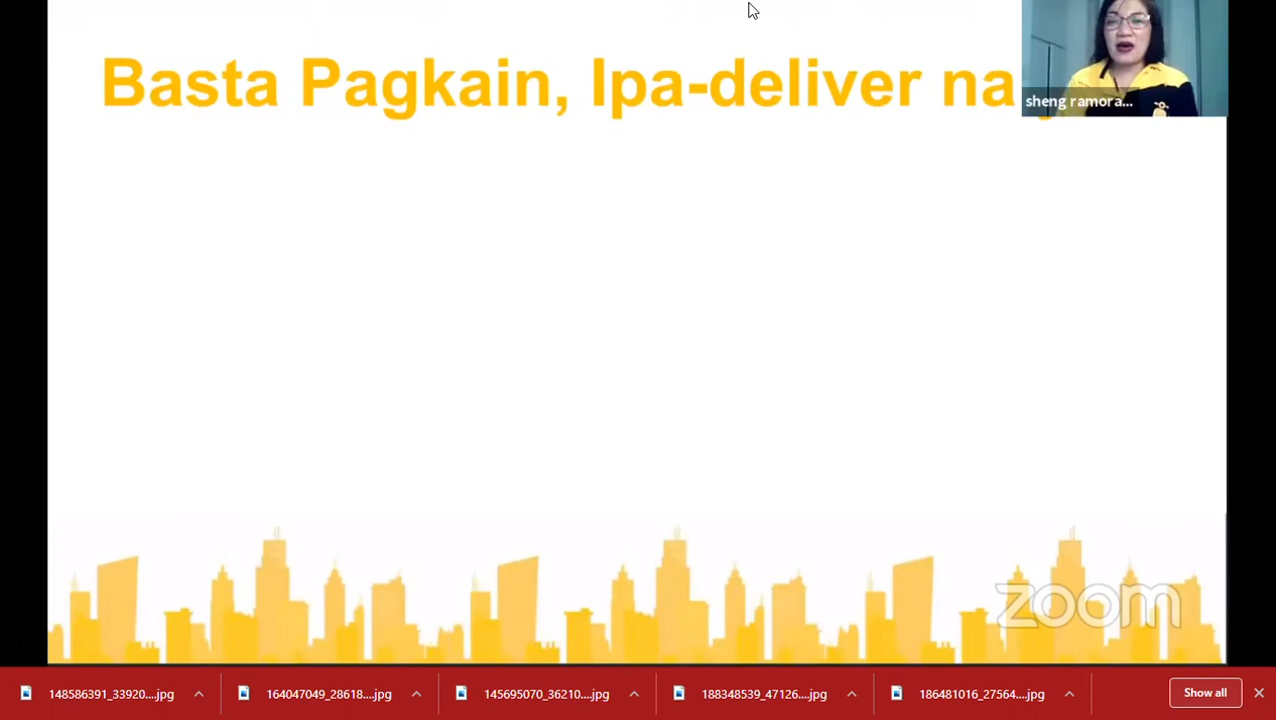 Basta Pagkain, Ipa-deliver na
sheng ramora...
zoom
148586391_33920....jpg
164047049_28618....jpg
145695070_36210....jpg
188348539_47126....jpg
186481016_27564....jpg
Show all